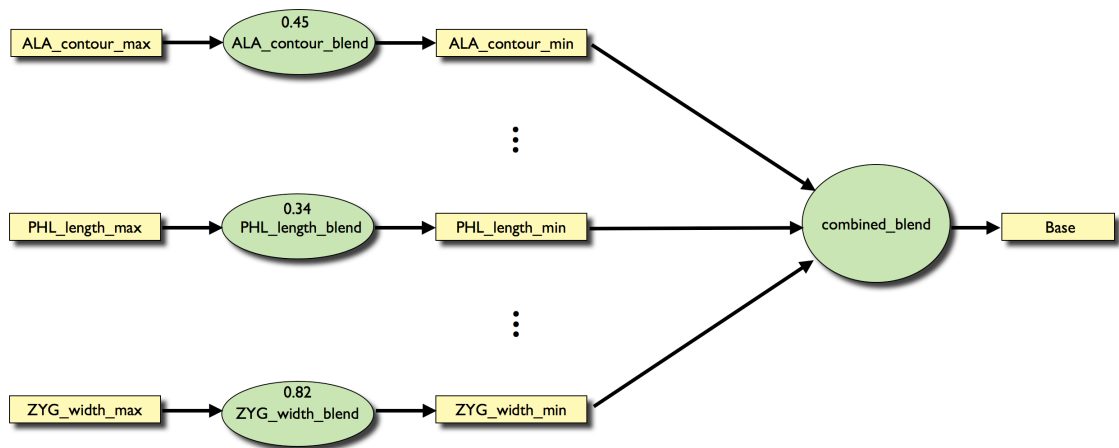 ALA_contour_max
0.45
ALA_contour_blend
ALA_contour_min
PHL_length_max
0.34
PHL_length_blend
PHL_length_min
combined_blend
Base
ZYG_width_max
0.82
ZYG_width_blend
ZYG_width_min